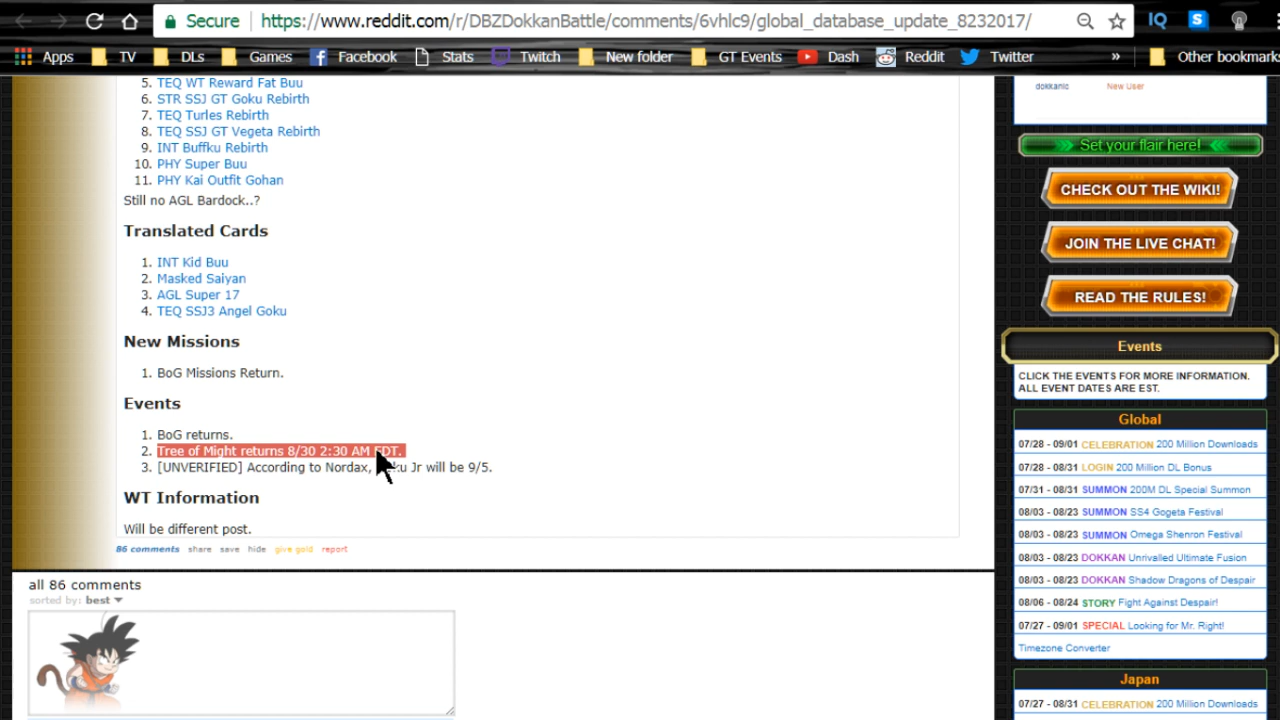 Secure https://www.reddit.com/r/DBZDokkanBattle/comments/6vhlc9/global_database_update_8232017/
IQ S
Apps TV DLs Games Facebook Stats Twitch New folder GT Events Dash Reddit Twitter » Other bookmarks
5. TEQ WT Reward Fat Buu
6. STR SSJ GT Goku Rebirth
7. TEQ Turles Rebirth
8. TEQ SSJ GT Vegeta Rebirth
9. INT Buffku Rebirth
10. PHY Super Buu
11. PHY Kai Outfit Gohan
Still no AGL Bardock..?
Translated Cards
1. INT Kid Buu
2. Masked Saiyan
3. AGL Super 17
4. TEQ SSJ3 Angel Goku
New Missions
1. BoG Missions Return.
Events
1. BoG returns.
2. Tree of Might returns 8/30 2:30 AM EDT.
3. [UNVERIFIED] According to Nordax, ku Jr will be 9/5.
WT Information
Will be different post.
86 comments share save hide give gold report
all 86 comments
sorted by: best
dokkanic New User
Set your flair here!
CHECK OUT THE WIKI!
JOIN THE LIVE CHAT!
READ THE RULES!
Events
CLICK THE EVENTS FOR MORE INFORMATION.
ALL EVENT DATES ARE EST.
Global
07/28 - 09/01 CELEBRATION 200 Million Downloads
07/28 - 08/31 LOGIN 200 Million DL Bonus
07/31 - 08/31 SUMMON 200M DL Special Summon
08/03 - 08/23 SUMMON SS4 Gogeta Festival
08/03 - 08/23 SUMMON Omega Shenron Festival
08/03 - 08/23 DOKKAN Unrivalled Ultimate Fusion
08/03 - 08/23 DOKKAN Shadow Dragons of Despair
08/06 - 08/24 STORY Fight Against Despair!
07/27 - 09/01 SPECIAL Looking for Mr. Right!
Timezone Converter
Japan
07/27 - 08/31 CELEBRATION 200 Million Downloads